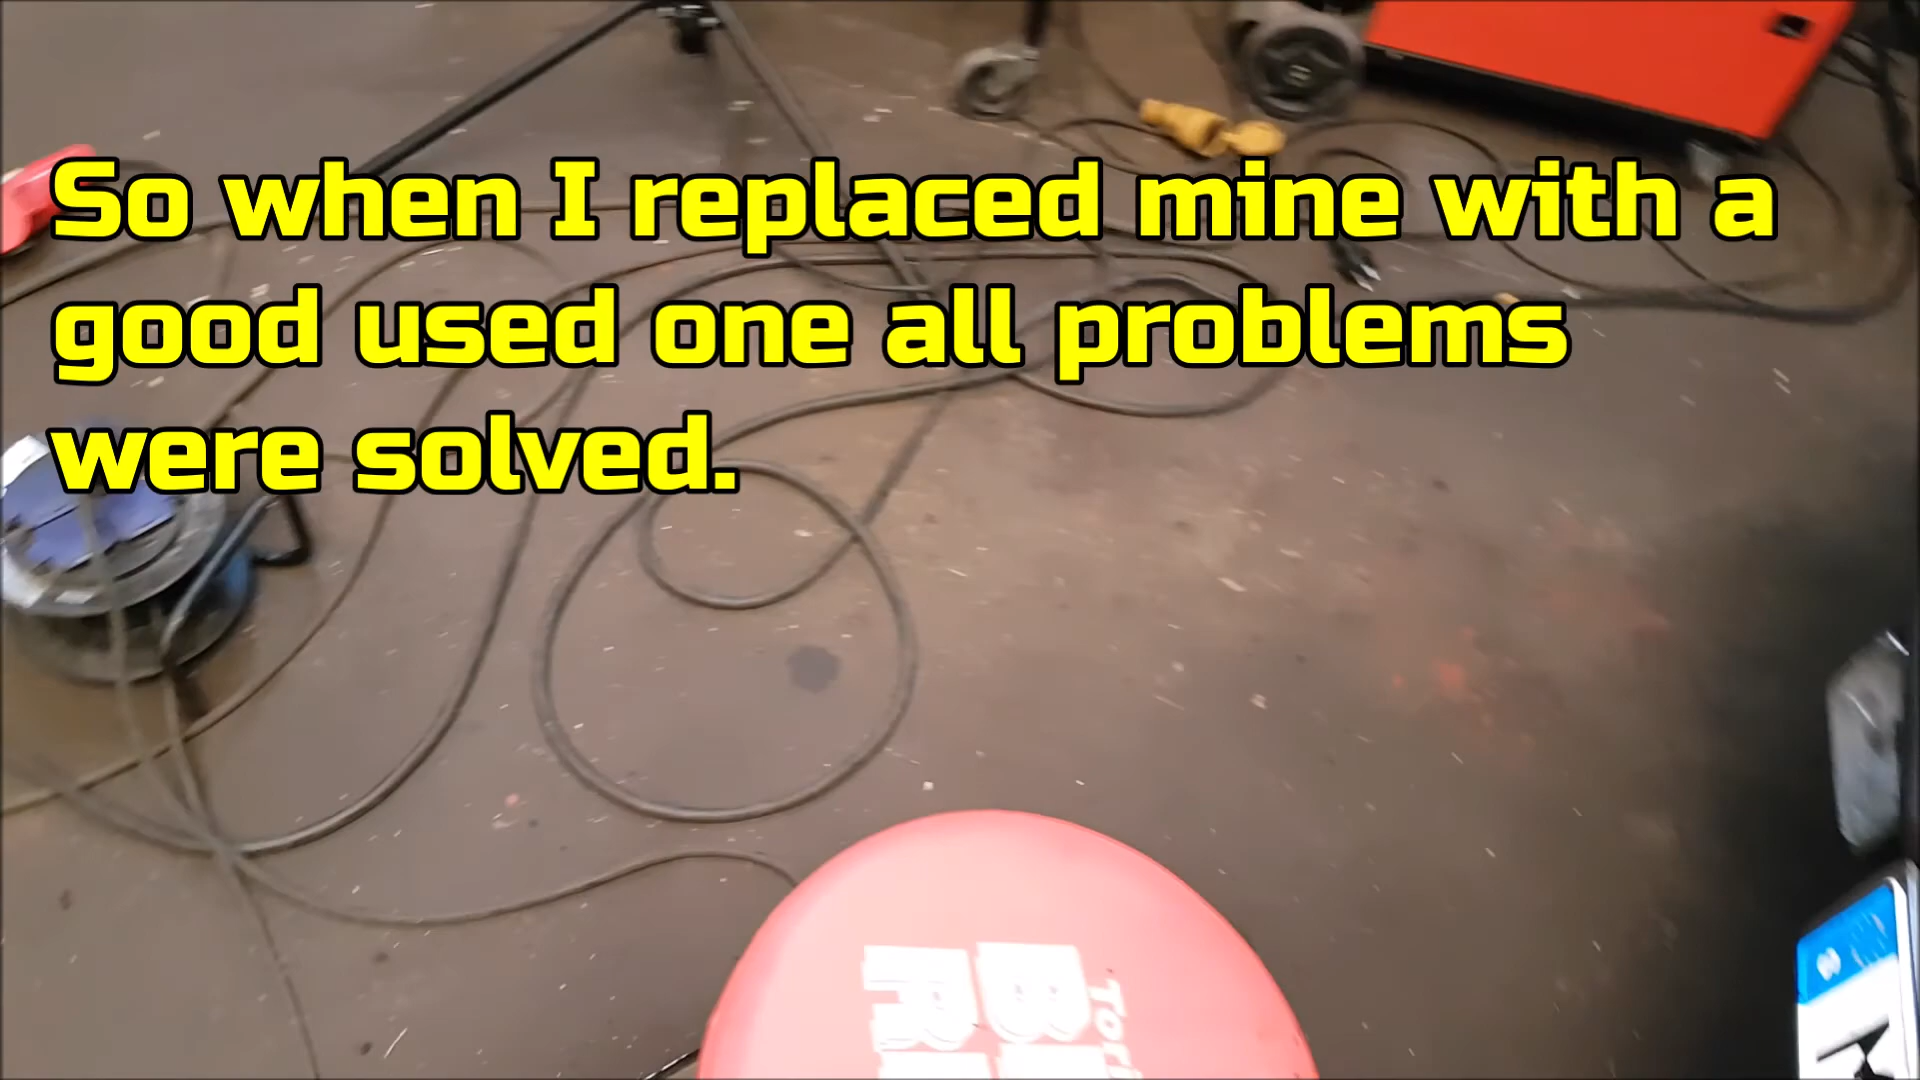 So when I replaced mine with a
good used one all problems
were solved.